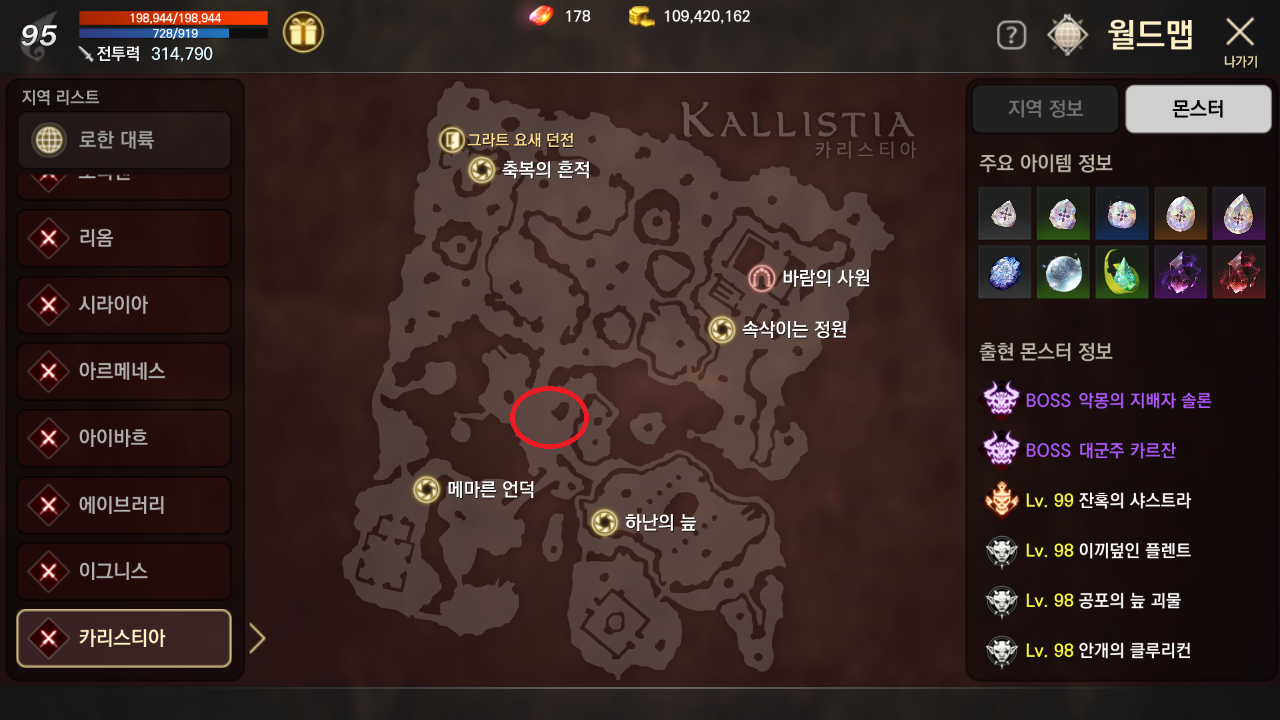 95
198,944/198,944
728/919
전투력 314,790
178
109,420,162
?
월드맵
나가기
지역 리스트
로한 대륙
리옴
시라이아
아르메네스
아이바흐
에이브러리
이그니스
카리스티아
KALLISTIA
카리스티아
그라트 요새 던전
축복의 흔적
바람의 사원
속삭이는 정원
메마른 언덕
하난의 늪
지역 정보
몬스터
주요 아이템 정보
출현 몬스터 정보
BOSS 악몽의 지배자 솔론
BOSS 대군주 카르잔
Lv. 99 잔혹의 샤스트라
Lv. 98 이끼덮인 플렌트
Lv. 98 공포의 늪 괴물
Lv. 98 안개의 클루리컨